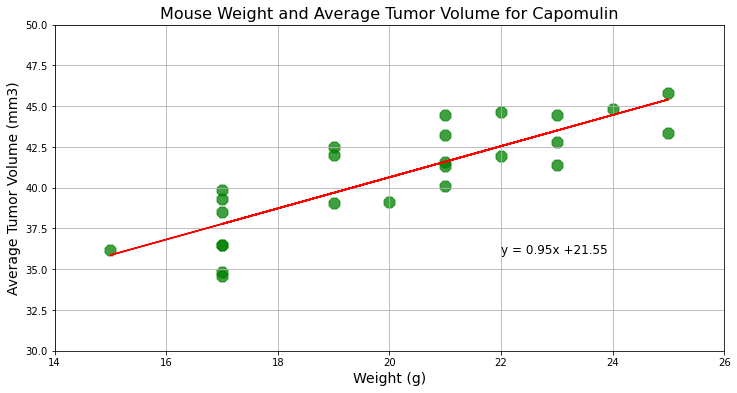 Mouse Weight and Average Tumor Volume for Capomulin
Average Tumor Volume (mm3)
50.0
47.5
45.0
42.5
40.0
37.5
35.0
32.5
30.0
y = 0.95x +21.55
14 16 18 20 22 24 26
Weight (g)